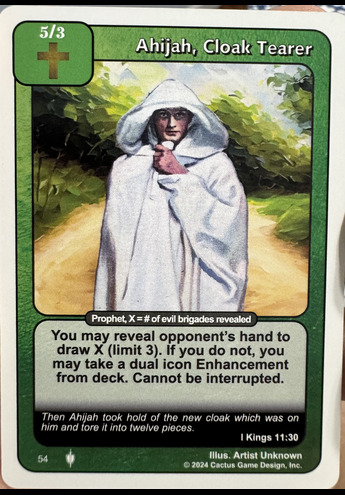 5/3
Ahijah, Cloak Tearer
Prophet, X = # of evil brigades revealed
You may reveal opponent's hand to
draw X (limit 3). If you do not, you
may take a dual icon Enhancement
from deck. Cannot be interrupted.
Then Ahijah took hold of the new cloak which was on
him and tore it into twelve pieces.
I Kings 11:30
54
Illus. Artist Unknown
© 2024 Cactus Game Design, Inc.